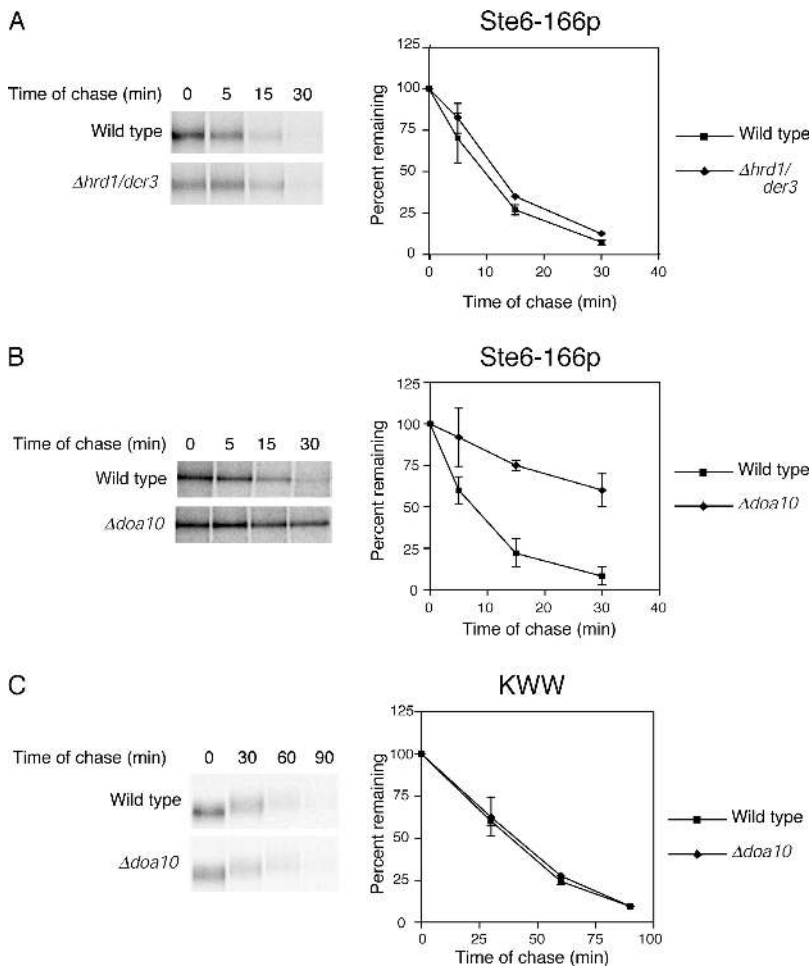 A
Ste6-166p
Time of chase (min) 0 5 15 30
Wild type
Δhrd1/der3
Percent remaining
125
100
75
50
25
0
0 10 20 30 40
Time of chase (min)
Wild type
Δhrd1/
der3
B
Ste6-166p
Time of chase (min) 0 5 15 30
Wild type
Δdoa10
Percent remaining
125
100
75
50
25
0
0 10 20 30 40
Time of chase (min)
Wild type
Δdoa10
C
KWW
Time of chase (min) 0 30 60 90
Wild type
Δdoa10
Percent remaining
125
100
75
50
25
0
0 25 50 75 100
Time of chase (min)
Wild type
Δdoa10